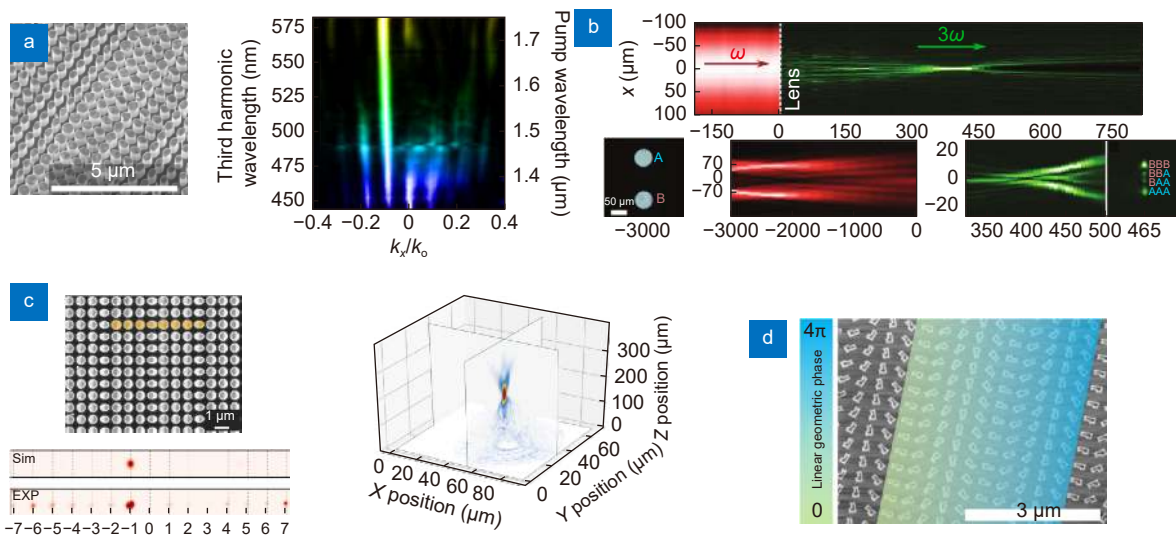 a
5 μm
Third harmonic
wavelength (nm)
575
550
525
500
475
450
1.7
1.6
1.5
1.4
Pump wavelength
(μm)
−0.4 −0.2 0 0.2 0.4
kₓ/kₒ
b
x (μm)
−100
−50
0
50
100
ω
Lens
3ω
−150 0 150 300 450 600 750
A
B
50 μm
−3000
70
0
−70
−3000 −2000 −1000 0
20
0
−20
350 400 450 500 465
BBB
BBA
BAA
AAA
c
1 μm
Sim
EXP
−7 −6 −5 −4 −3 −2 −1 0 1 2 3 4 5 6 7
300
200
100
0
Z position (μm)
0 20 40 60 80
X position (μm)
0 20 40 60
Y position (μm)
d
4π
Linear geometric phase
0
3 μm